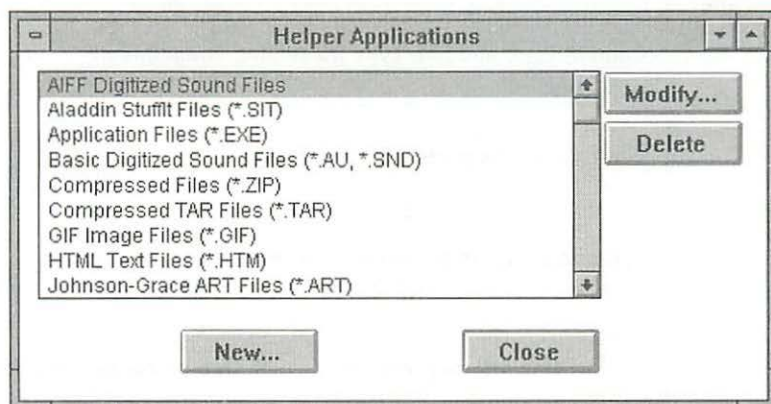 Helper Applications
AIFF Digitized Sound Files
Aladdin StuffIt Files (*.SIT)
Application Files (*.EXE)
Basic Digitized Sound Files (*.AU, *.SND)
Compressed Files (*.ZIP)
Compressed TAR Files (*.TAR)
GIF Image Files (*.GIF)
HTML Text Files (*.HTM)
Johnson-Grace ART Files (*.ART)
Modify...
Delete
New...
Close